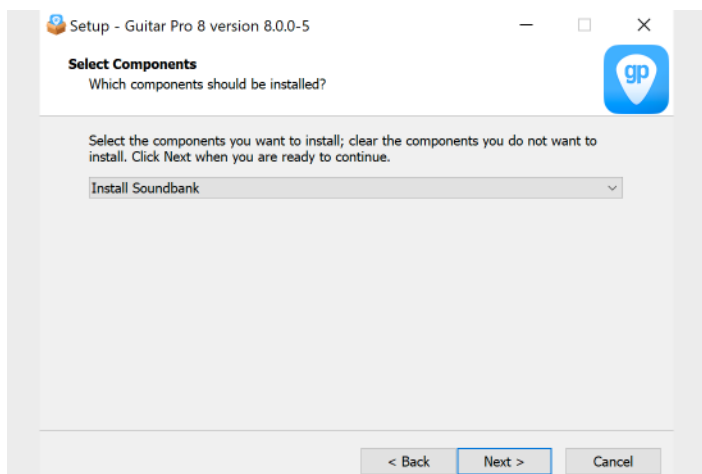 Setup - Guitar Pro 8 version 8.0.0-5
Select Components
Which components should be installed?
gp
Select the components you want to install; clear the components you do not want to
install. Click Next when you are ready to continue.
Install Soundbank
< Back Next > Cancel